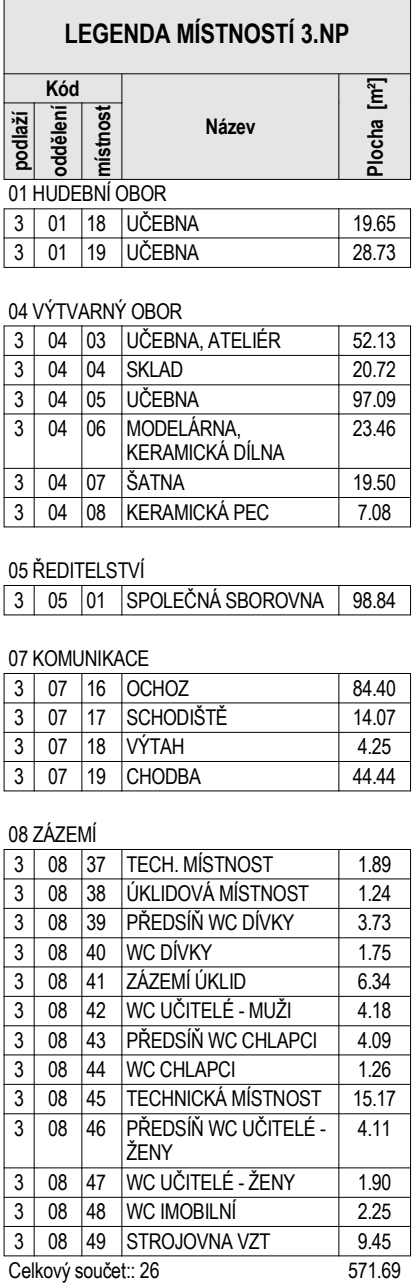 LEGENDA MÍSTNOSTÍ 3.NP
Kód
podlaží oddělení místnost Název Plocha [m²]
01 HUDEBNÍ OBOR
3 01 18 UČEBNA 19.65
3 01 19 UČEBNA 28.73
04 VÝTVARNÝ OBOR
3 04 03 UČEBNA, ATELIÉR 52.13
3 04 04 SKLAD 20.72
3 04 05 UČEBNA 97.09
3 04 06 MODELÁRNA, 23.46
KERAMICKÁ DÍLNA
3 04 07 ŠATNA 19.50
3 04 08 KERAMICKÁ PEC 7.08
05 ŘEDITELSTVÍ
3 05 01 SPOLEČNÁ SBOROVNA 98.84
07 KOMUNIKACE
3 07 16 OCHOZ 84.40
3 07 17 SCHODIŠTĚ 14.07
3 07 18 VÝTAH 4.25
3 07 19 CHODBA 44.44
08 ZÁZEMÍ
3 08 37 TECH. MÍSTNOST 1.89
3 08 38 ÚKLIDOVÁ MÍSTNOST 1.24
3 08 39 PŘEDSÍŇ WC DÍVKY 3.73
3 08 40 WC DÍVKY 1.75
3 08 41 ZÁZEMÍ ÚKLID 6.34
3 08 42 WC UČITELÉ - MUŽI 4.18
3 08 43 PŘEDSÍŇ WC CHLAPCI 4.09
3 08 44 WC CHLAPCI 1.26
3 08 45 TECHNICKÁ MÍSTNOST 15.17
3 08 46 PŘEDSÍŇ WC UČITELÉ - 4.11
ŽENY
3 08 47 WC UČITELÉ - ŽENY 1.90
3 08 48 WC IMOBILNÍ 2.25
3 08 49 STROJOVNA VZT 9.45
Celkový součet:: 26 571.69